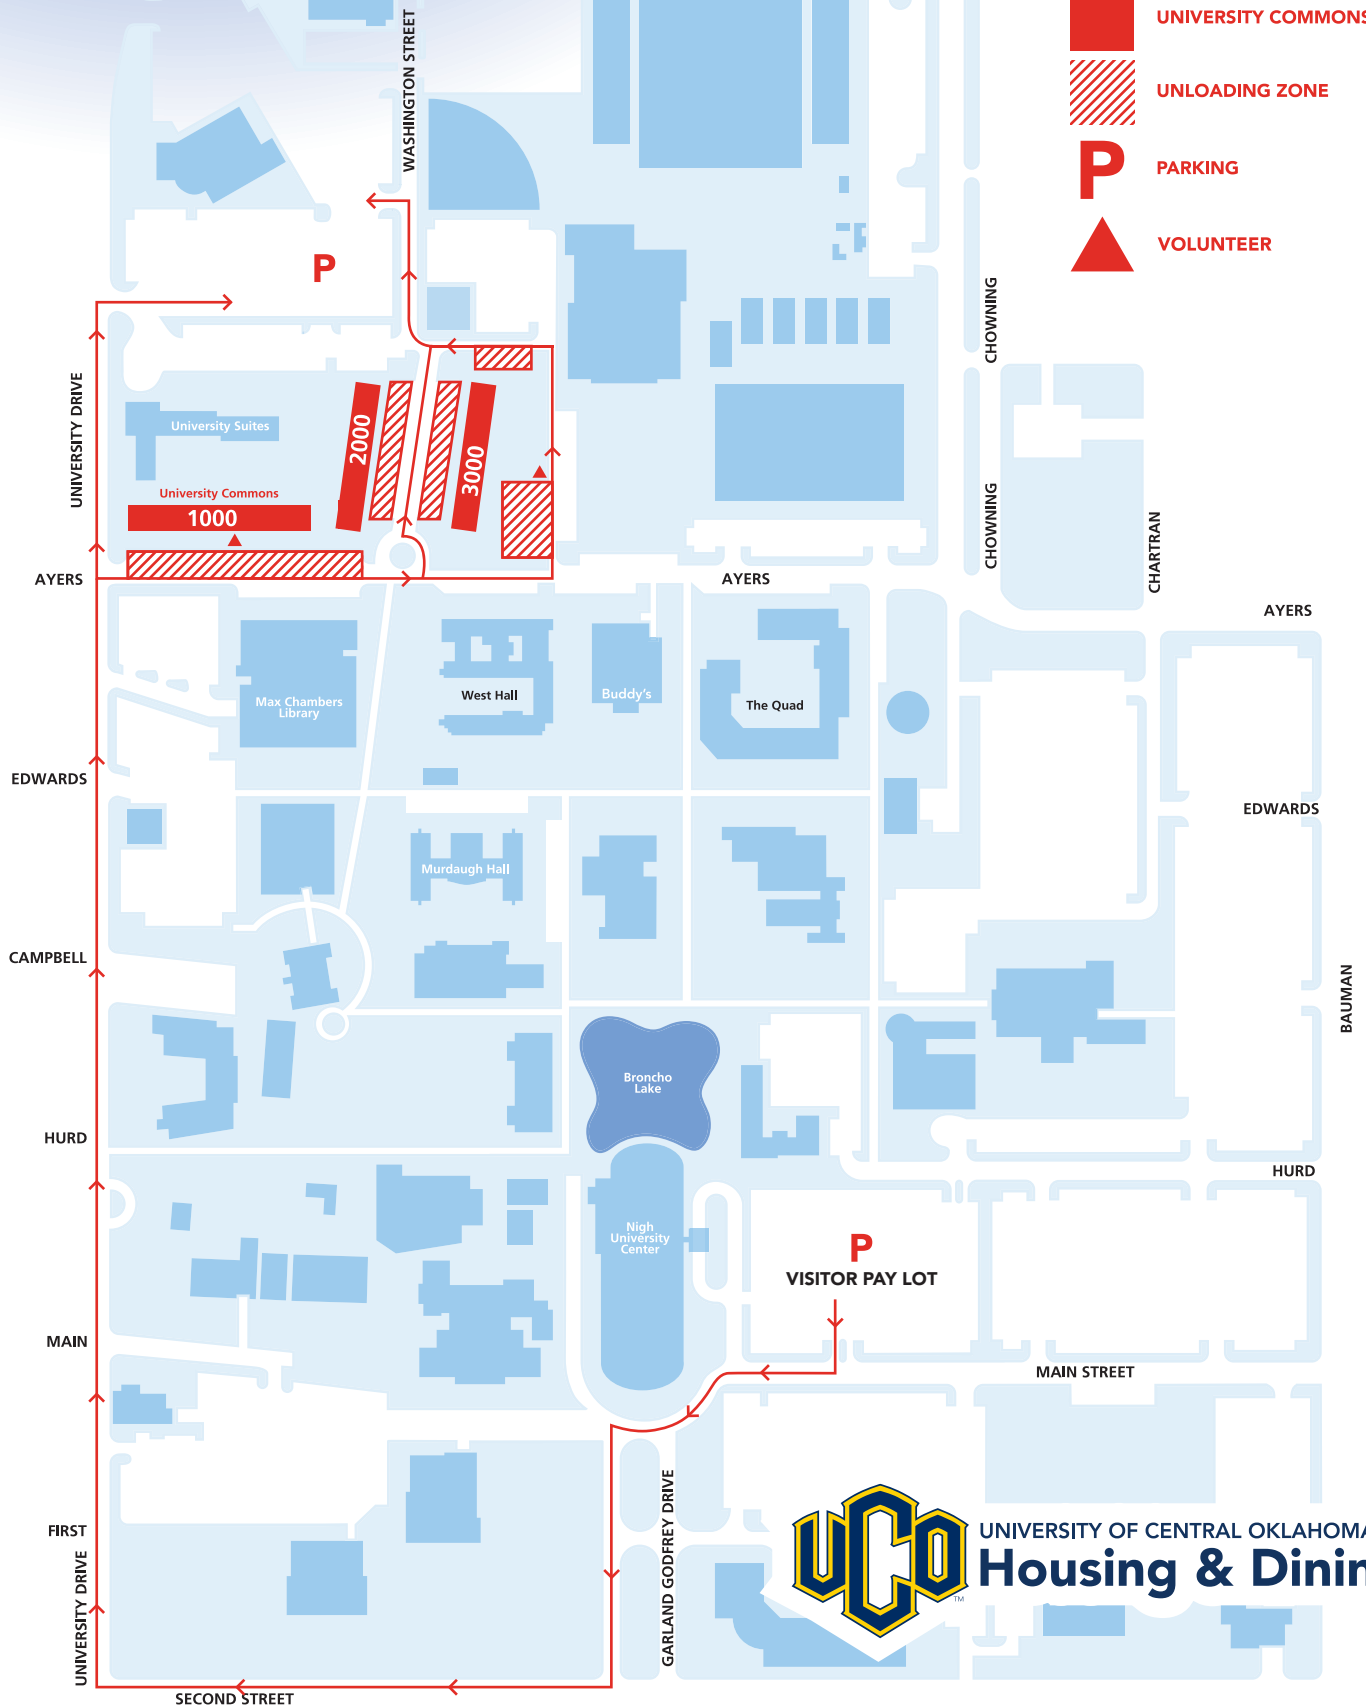 UNIVERSITY COMMONS
UNLOADING ZONE
P
PARKING
VOLUNTEER
WASHINGTON STREET
P
CHOWNING
UNIVERSITY DRIVE
University Suites
2000
3000
University Commons
1000
CHOWNING
CHARTRAN
AYERS
AYERS
AYERS
Max Chambers
Library
West Hall
Buddy's
The Quad
EDWARDS
EDWARDS
Murdaugh Hall
CAMPBELL
BAUMAN
Broncho
Lake
HURD
HURD
Nigh
University
Center
P
VISITOR PAY LOT
MAIN
MAIN STREET
FIRST
UNIVERSITY DRIVE
GARLAND GODFREY DRIVE
UCO
TM
UNIVERSITY OF CENTRAL OKLAHOMA
Housing & Dinin
SECOND STREET